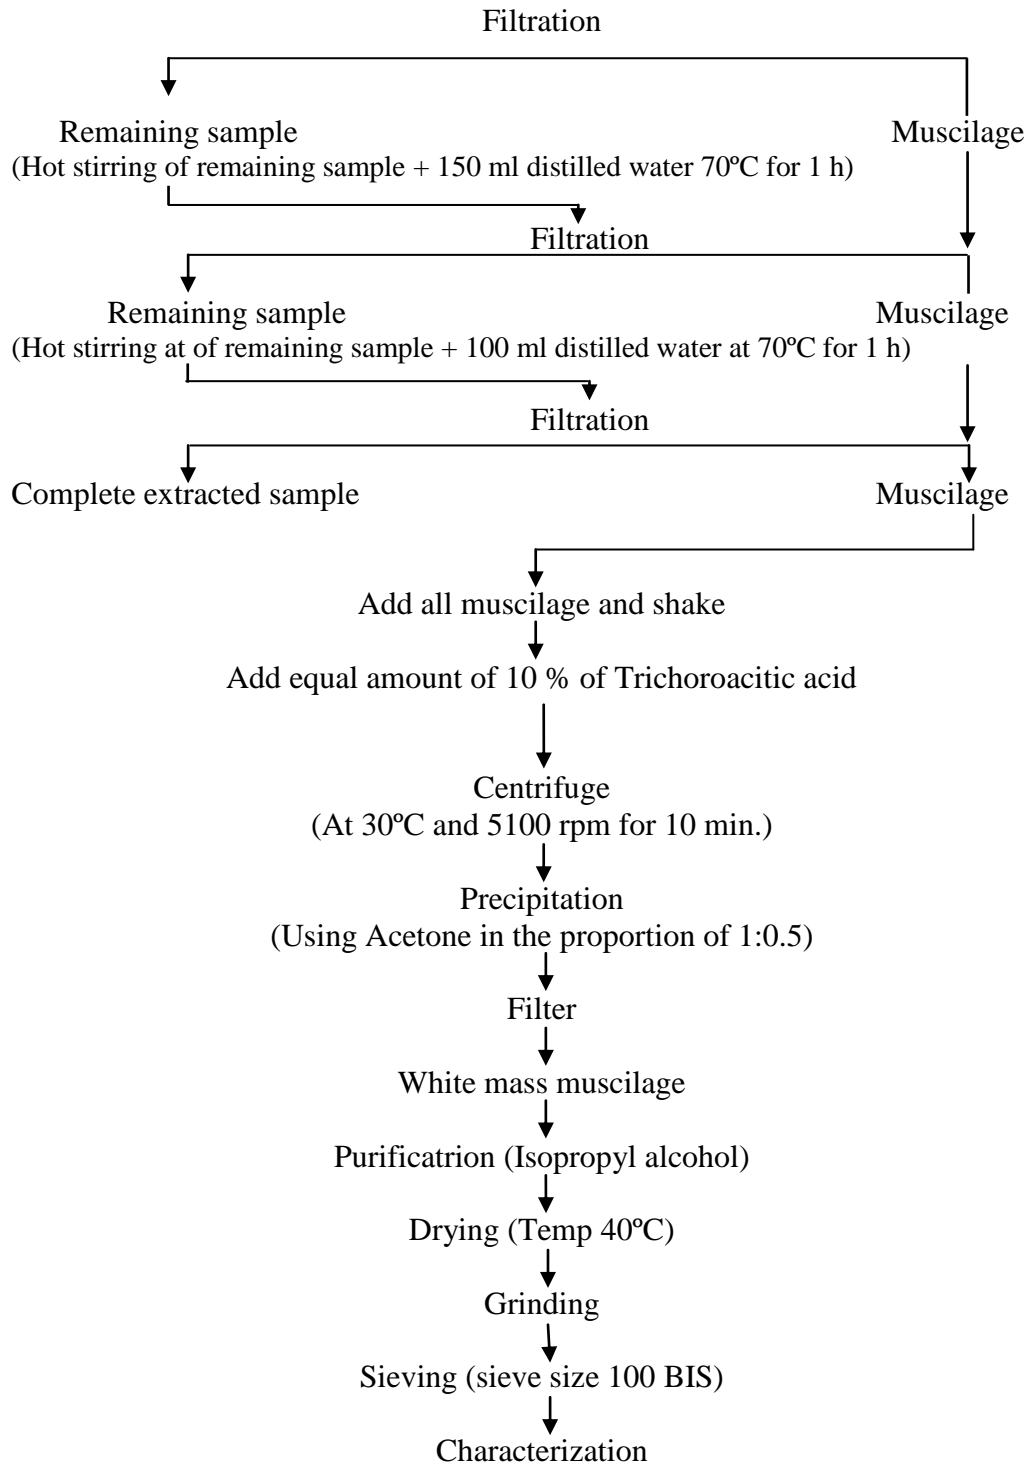 Filtration
Remaining sample
Muscilage
(Hot stirring of remaining sample + 150 ml distilled water 70ºC for 1 h)
Filtration
Remaining sample
Muscilage
(Hot stirring at of remaining sample + 100 ml distilled water at 70ºC for 1 h)
Filtration
Complete extracted sample
Muscilage
Add all muscilage and shake
Add equal amount of 10 % of Trichoroacitic acid
Centrifuge
(At 30ºC and 5100 rpm for 10 min.)
Precipitation
(Using Acetone in the proportion of 1:0.5)
Filter
White mass muscilage
Purificatrion (Isopropyl alcohol)
Drying (Temp 40ºC)
Grinding
Sieving (sieve size 100 BIS)
Characterization